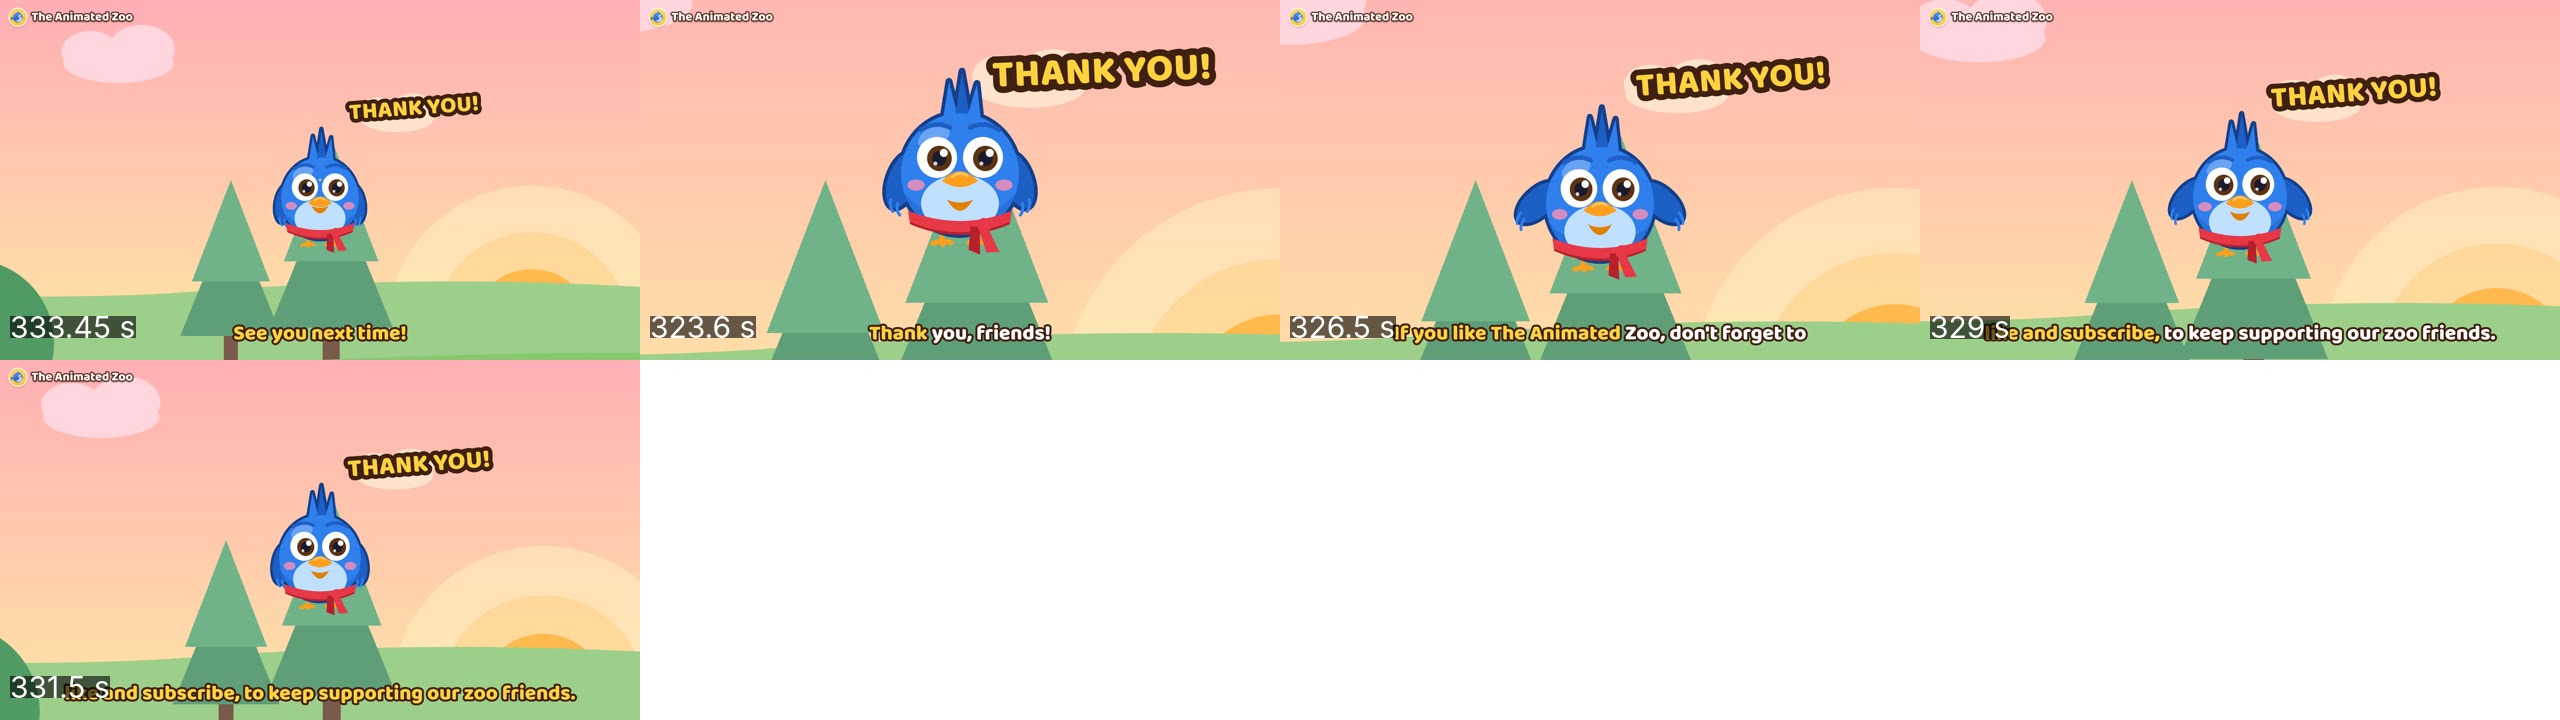 The Animated Zoo
THANK YOU!
See you next time!
333.45 s
The Animated Zoo
THANK YOU!
Thank you, friends!
323.6 s
The Animated Zoo
THANK YOU!
If you like The Animated Zoo, don't forget to
326.5 s
The Animated Zoo
THANK YOU!
and subscribe, to keep supporting our zoo friends.
329 s
The Animated Zoo
THANK YOU!
like and subscribe, to keep supporting our zoo friends.
331.5 s